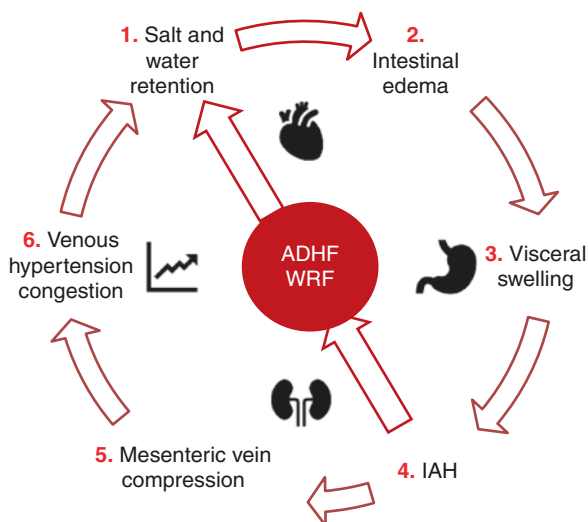 1. Salt and
water
retention
2.
Intestinal
edema
3. Visceral
swelling
4. IAH
5. Mesenteric vein
compression
6. Venous
hypertension
congestion
ADHF
WRF